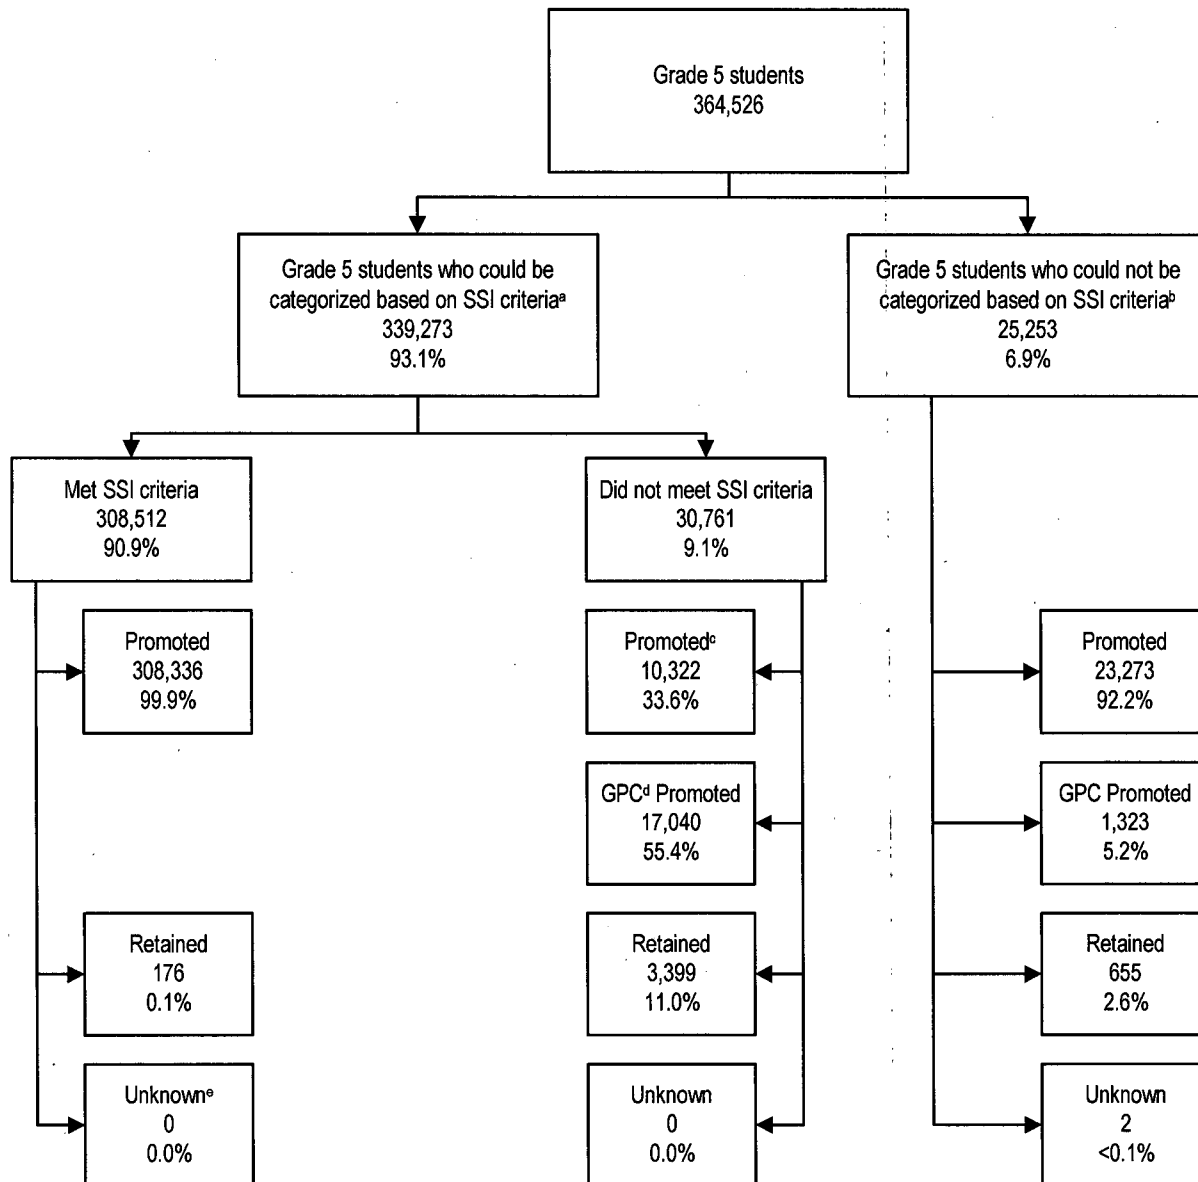 Grade 5 students
364,526
Grade 5 students who could be
categorized based on SSI criteriaᵃ
339,273
93.1%
Grade 5 students who could not be
categorized based on SSI criteriaᵇ
25,253
6.9%
Met SSI criteria
308,512
90.9%
Did not meet SSI criteria
30,761
9.1%
Promoted
308,336
99.9%
Promotedᶜ
10,322
33.6%
Promoted
23,273
92.2%
GPCᵈ Promoted
17,040
55.4%
GPC Promoted
1,323
5.2%
Retained
176
0.1%
Retained
3,399
11.0%
Retained
655
2.6%
Unknownᵉ
0
0.0%
Unknown
0
0.0%
Unknown
2
<0.1%